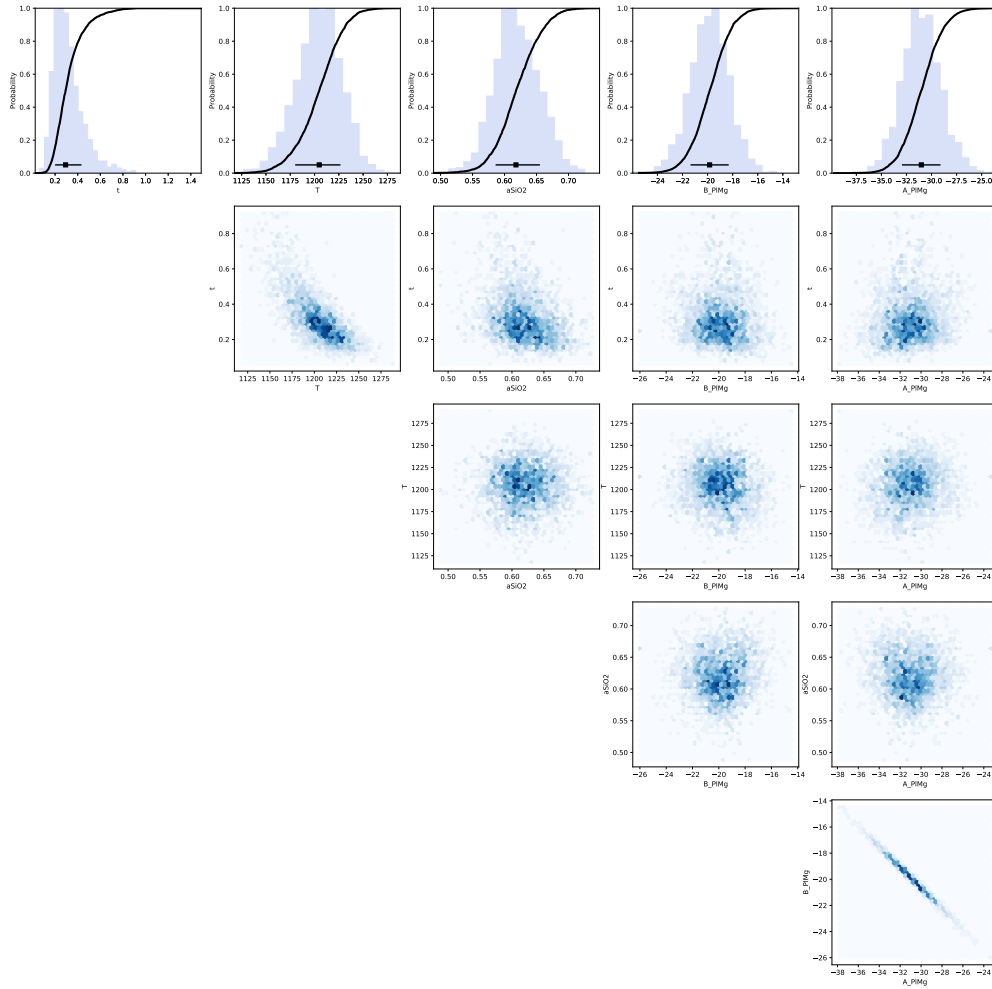 1.0 1.0 1.0 1.0 1.0
0.8 0.8 0.8 0.8 0.8
0.6 0.6 0.6 0.6 0.6
Probability Probability Probability Probability Probability
0.4 0.4 0.4 0.4 0.4
0.2 0.2 0.2 0.2 0.2
0.0 0.0 0.0 0.0 0.0
0.2 0.4 0.6 0.8 1.0 1.2 1.4 1125 1150 1175 1200 1225 1250 1275 0.50 0.55 0.60 0.65 0.70 −24 −22 −20 −18 −16 −14 −37.5 −35.0 −32.5 −30.0 −27.5 −25.0
t T aSiO2 B_PlMg A_PlMg
0.8 0.8 0.8 0.8
0.6 0.6 0.6 0.6
t t t t
0.4 0.4 0.4 0.4
0.2 0.2 0.2 0.2
1125 1150 1175 1200 1225 1250 1275 0.50 0.55 0.60 0.65 0.70 −26 −24 −22 −20 −18 −16 −14 −38 −36 −34 −32 −30 −28 −26 −24
T aSiO2 B_PlMg A_PlMg
1275 1275 1275
1250 1250 1250
1225 1225 1225
T T T
1200 1200 1200
1175 1175 1175
1150 1150 1150
1125 1125 1125
0.50 0.55 0.60 0.65 0.70 −26 −24 −22 −20 −18 −16 −14 −38 −36 −34 −32 −30 −28 −26 −24
aSiO2 B_PlMg A_PlMg
0.70 0.70
0.65 0.65
aSiO2 aSiO2
0.60 0.60
0.55 0.55
0.50 0.50
−26 −24 −22 −20 −18 −16 −14 −38 −36 −34 −32 −30 −28 −26 −24
B_PlMg A_PlMg
−14
−16
−18
B_PlMg
−20
−22
−24
−26
−38 −36 −34 −32 −30 −28 −26 −24
A_PlMg